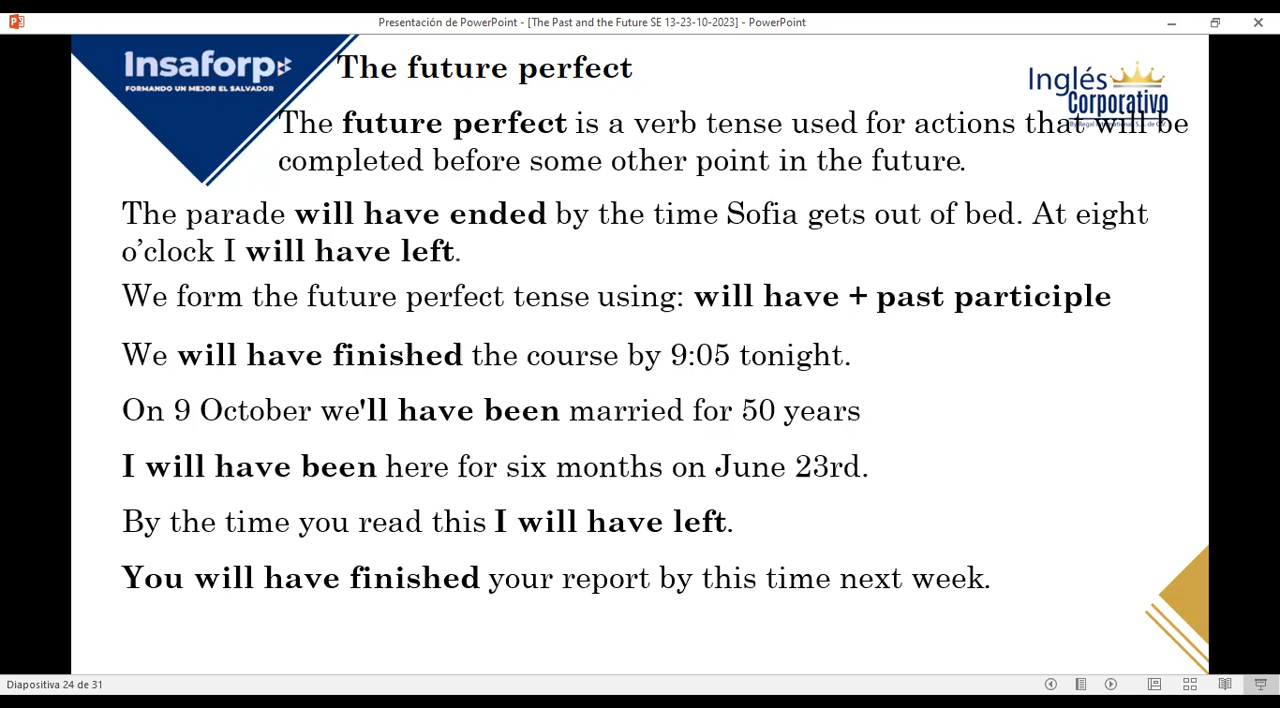 Presentación de PowerPoint - [The Past and the Future SE 13-23-10-2023] - PowerPoint
Insaforp
FORMANDO UN MEJOR EL SALVADOR
The future perfect
Inglés
Corporativo
The future perfect is a verb tense used for actions that will be
completed before some other point in the future.
The parade will have ended by the time Sofia gets out of bed. At eight
o’clock I will have left.
We form the future perfect tense using: will have + past participle
We will have finished the course by 9:05 tonight.
On 9 October we'll have been married for 50 years
I will have been here for six months on June 23rd.
By the time you read this I will have left.
You will have finished your report by this time next week.
Diapositiva 24 de 31